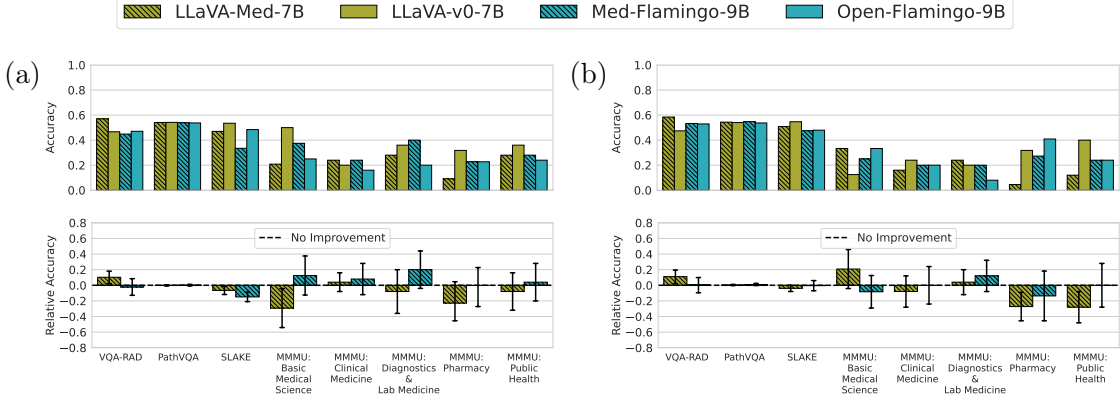 LLaVA-Med-7B LLaVA-v0-7B Med-Flamingo-9B Open-Flamingo-9B
(a)
Accuracy
1.0
0.8
0.6
0.4
0.2
0.0
Relative Accuracy
0.8
0.6
0.4
0.2
0.0
−0.2
−0.4
−0.6
−0.8
No Improvement
VQA-RAD
PathVQA
SLAKE
MMMU:
Basic
Medical
Science
MMMU:
Clinical
Medicine
MMMU:
Diagnostics
&
Lab Medicine
MMMU:
Pharmacy
MMMU:
Public
Health
(b)
Accuracy
1.0
0.8
0.6
0.4
0.2
0.0
Relative Accuracy
0.8
0.6
0.4
0.2
0.0
−0.2
−0.4
−0.6
−0.8
No Improvement
VQA-RAD
PathVQA
SLAKE
MMMU:
Basic
Medical
Science
MMMU:
Clinical
Medicine
MMMU:
Diagnostics
&
Lab Medicine
MMMU:
Pharmacy
MMMU:
Public
Health